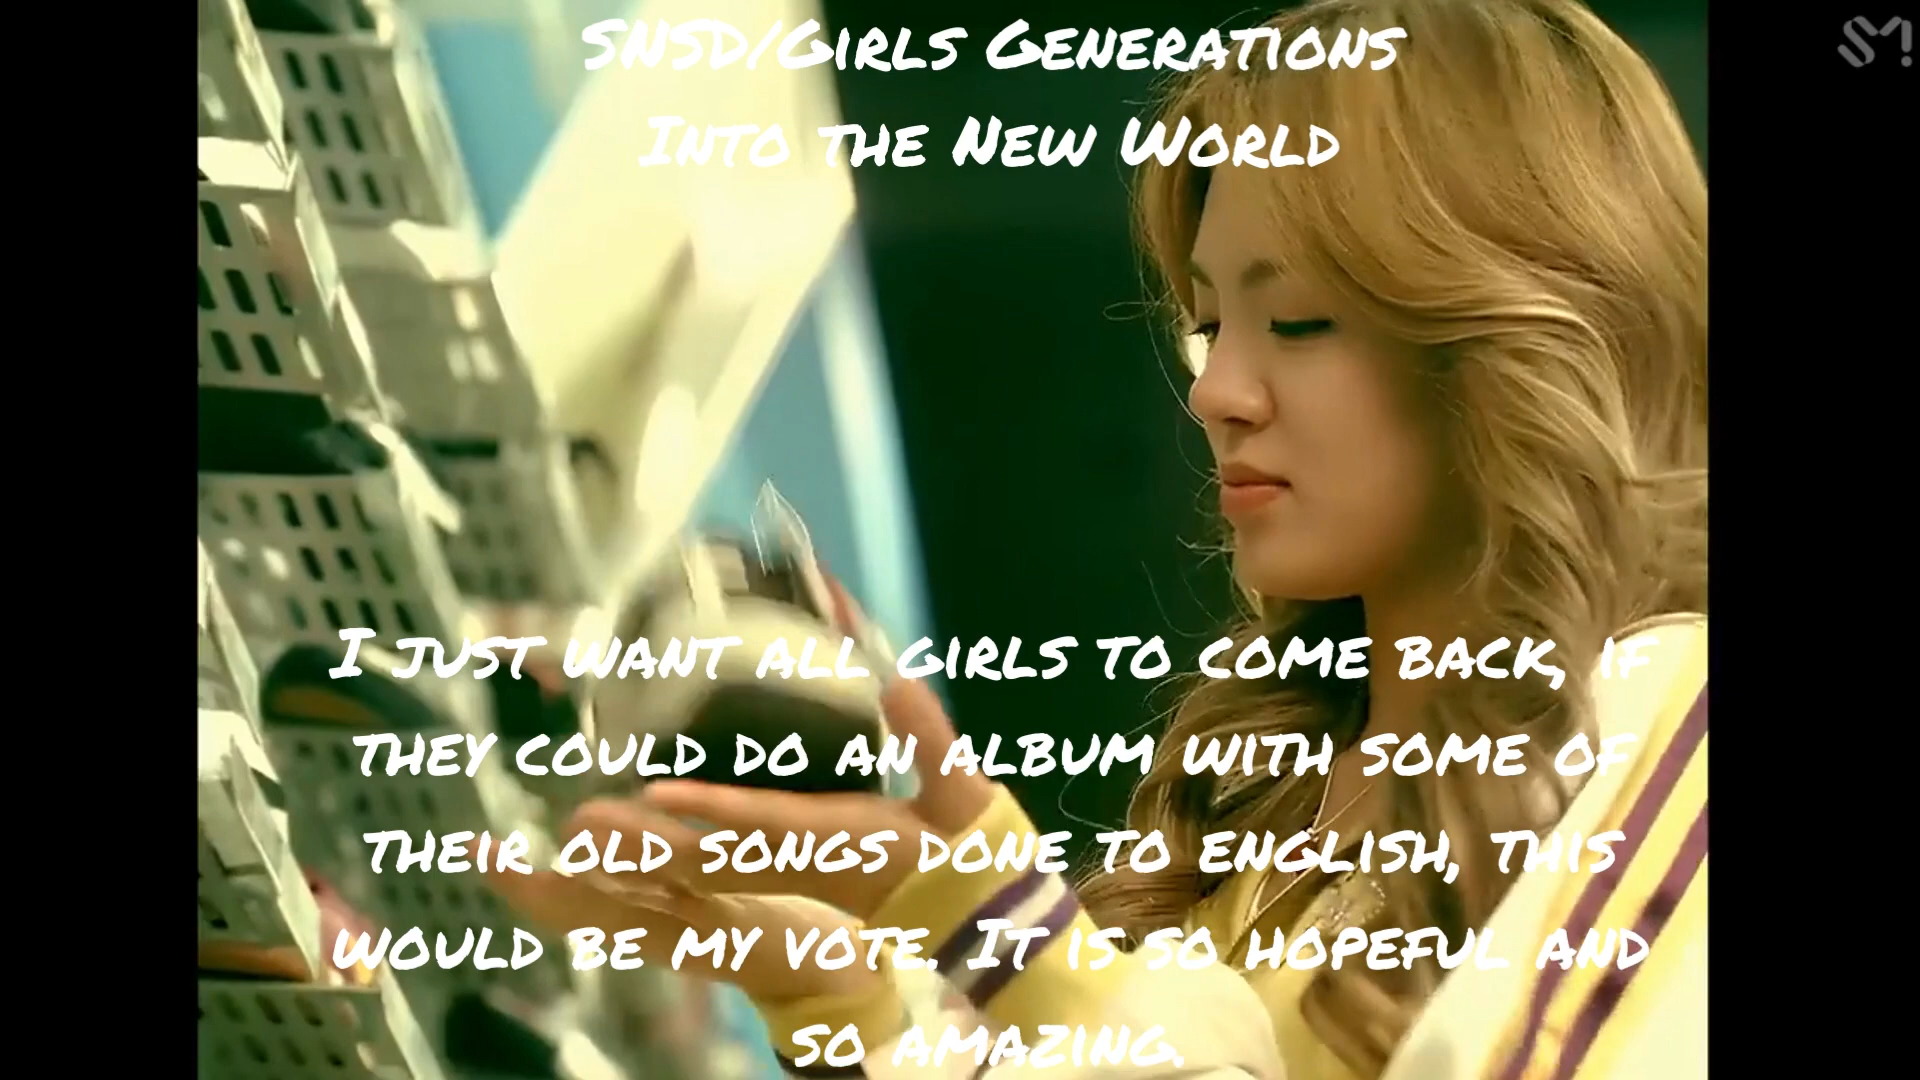 SM!
SNSD/Girls Generations
Into the New World
I just want all girls to come back, if
they could do an album with some of
their old songs done to english, this
would be my vote. It is so hopeful and
so amazing.